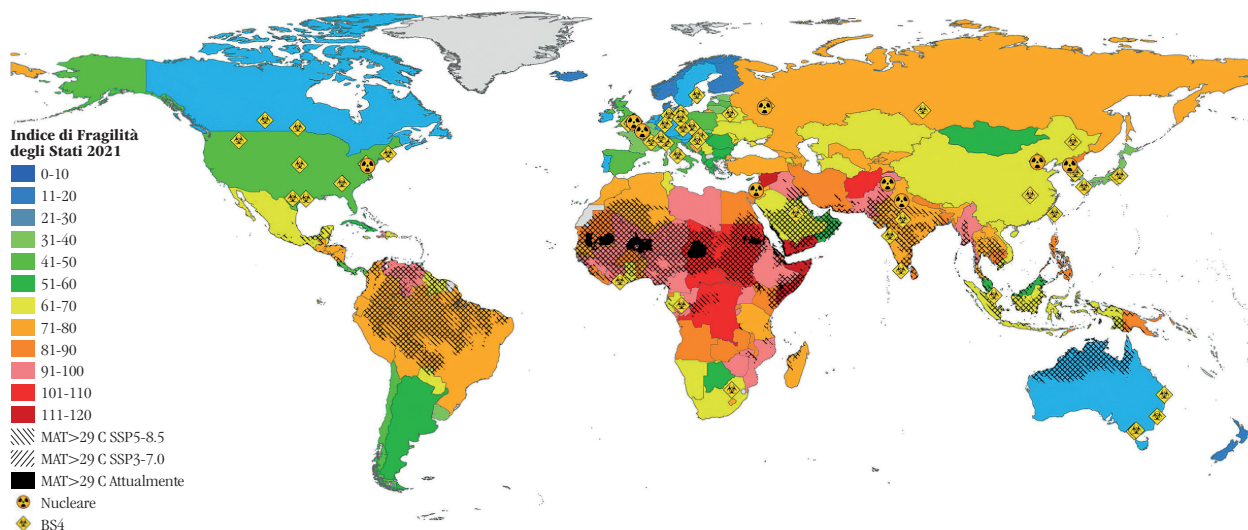 Indice di Fragilità
degli Stati 2021
0-10
11-20
21-30
31-40
41-50
51-60
61-70
71-80
81-90
91-100
101-110
111-120
MAT>29 C SSP5-8.5
MAT>29 C SSP3-7.0
MAT>29 C Attualmente
Nucleare
BS4